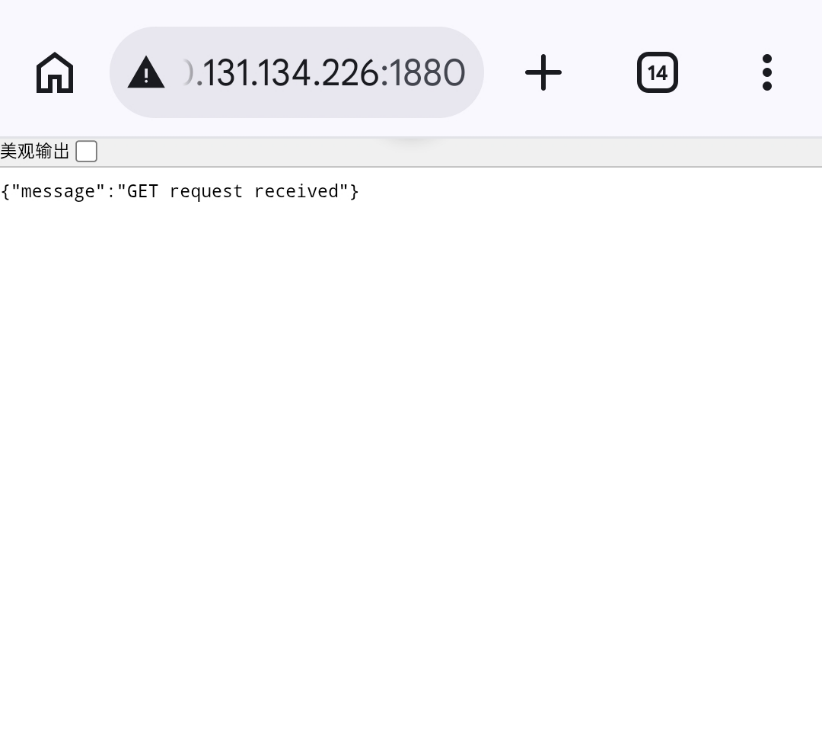 .131.134.226:1880
14
美观输出
{"message":"GET request received"}